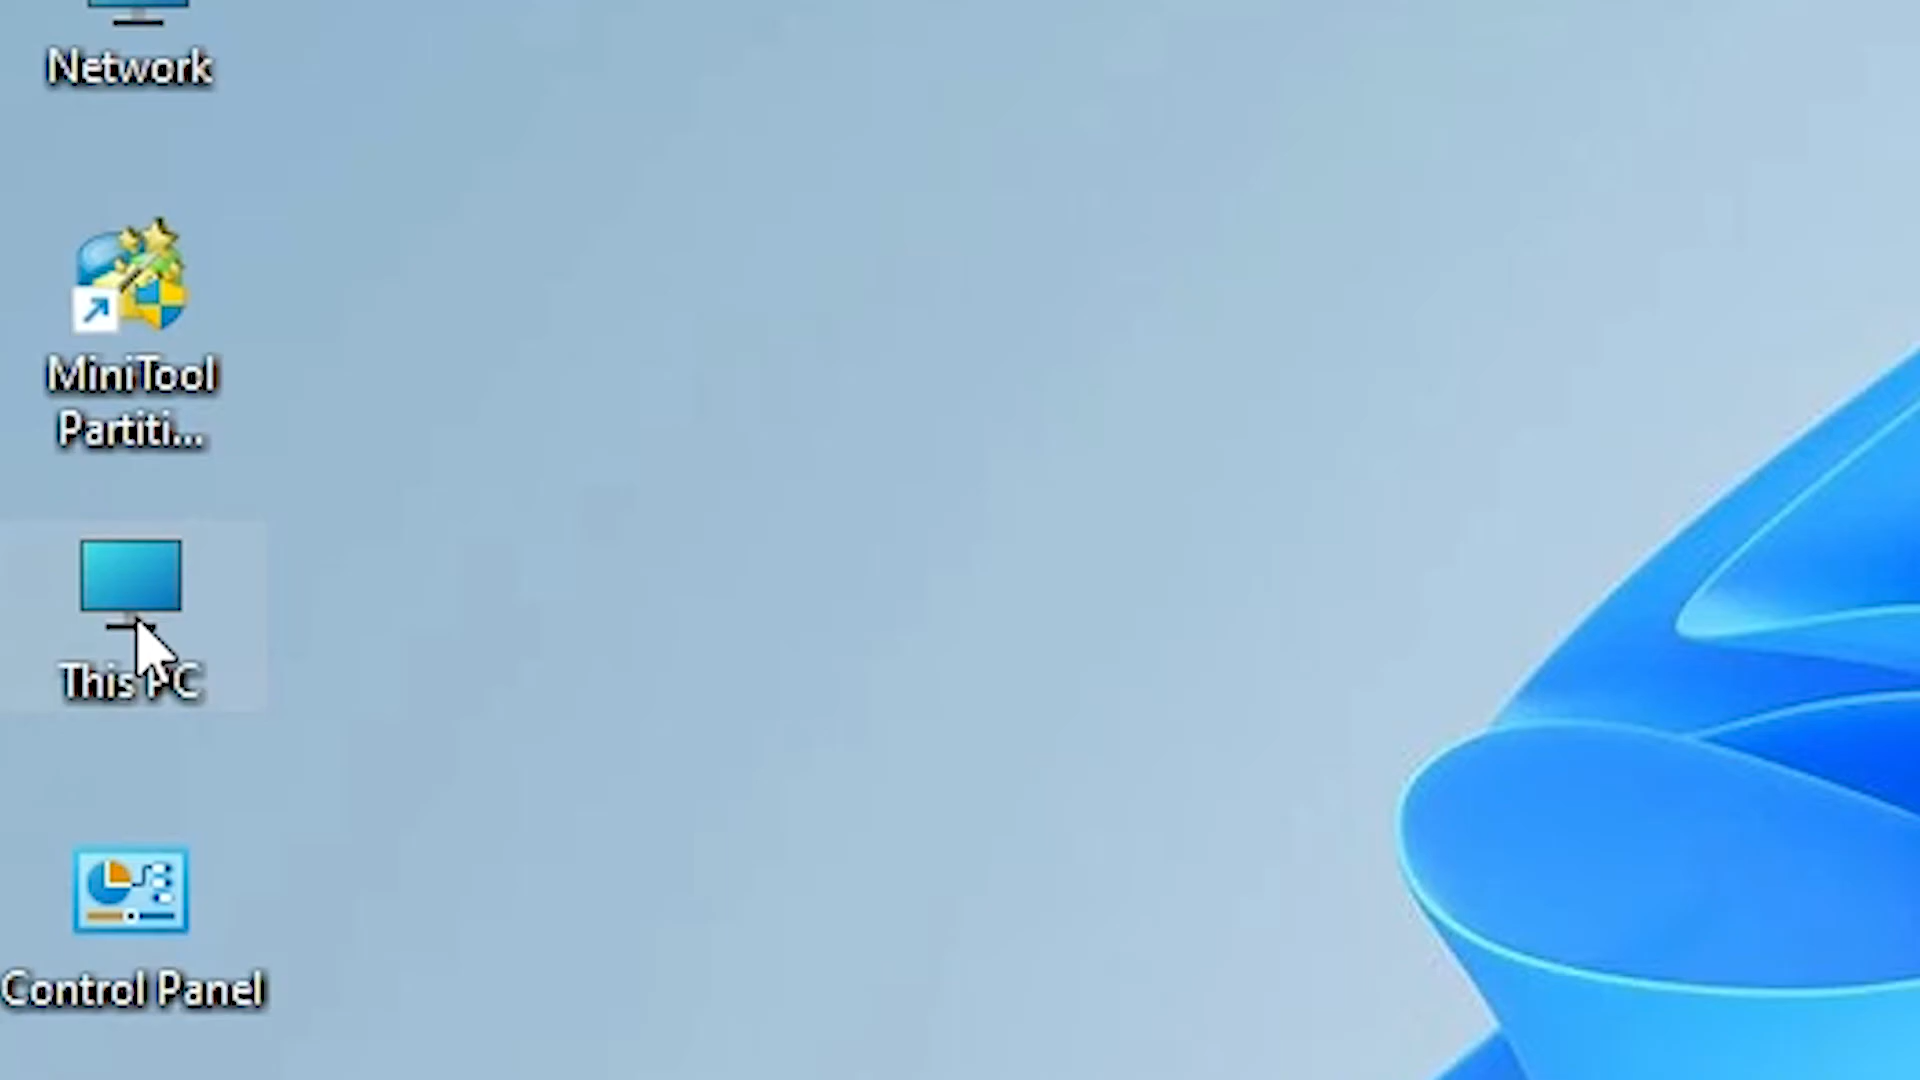 Network
MiniTool
Partiti...
This PC
Control Panel